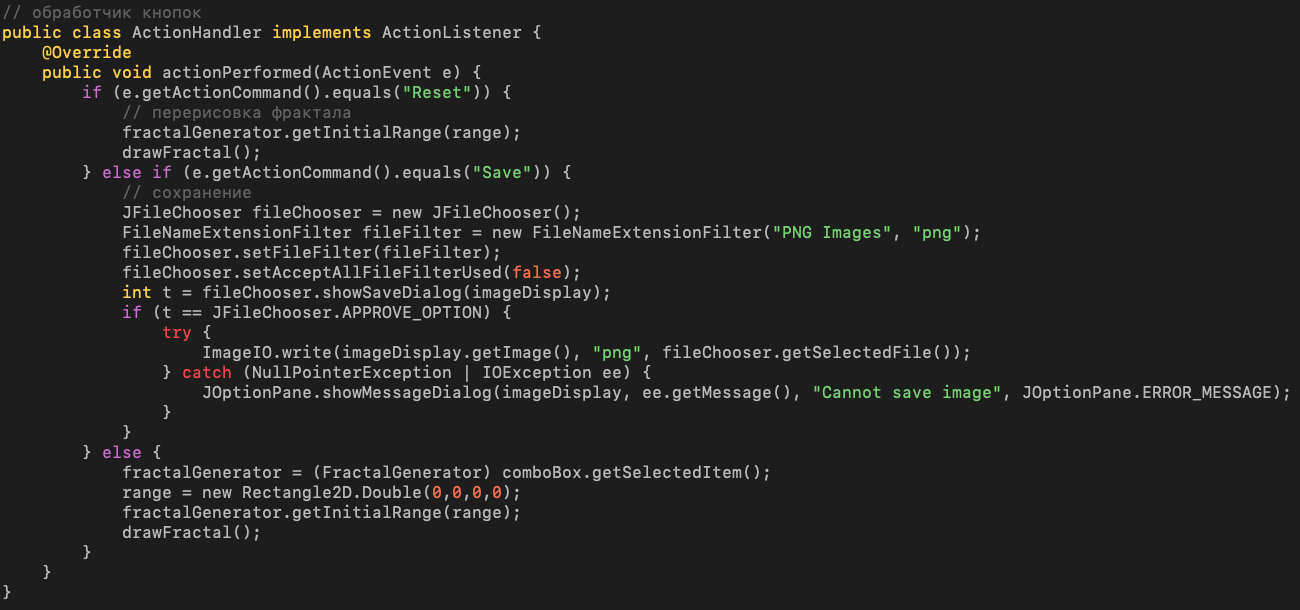 // обработчик кнопок
public class ActionHandler implements ActionListener {
    @Override
    public void actionPerformed(ActionEvent e) {
        if (e.getActionCommand().equals("Reset")) {
            // перерисовка фрактала
            fractalGenerator.getInitialRange(range);
            drawFractal();
        } else if (e.getActionCommand().equals("Save")) {
            // сохранение
            JFileChooser fileChooser = new JFileChooser();
            FileNameExtensionFilter fileFilter = new FileNameExtensionFilter("PNG Images", "png");
            fileChooser.setFileFilter(fileFilter);
            fileChooser.setAcceptAllFileFilterUsed(false);
            int t = fileChooser.showSaveDialog(imageDisplay);
            if (t == JFileChooser.APPROVE_OPTION) {
                try {
                    ImageIO.write(imageDisplay.getImage(), "png", fileChooser.getSelectedFile());
                } catch (NullPointerException | IOException ee) {
                    JOptionPane.showMessageDialog(imageDisplay, ee.getMessage(), "Cannot save image", JOptionPane.ERROR_MESSAGE);
                }
            }
        } else {
            fractalGenerator = (FractalGenerator) comboBox.getSelectedItem();
            range = new Rectangle2D.Double(0,0,0,0);
            fractalGenerator.getInitialRange(range);
            drawFractal();
        }
    }
}